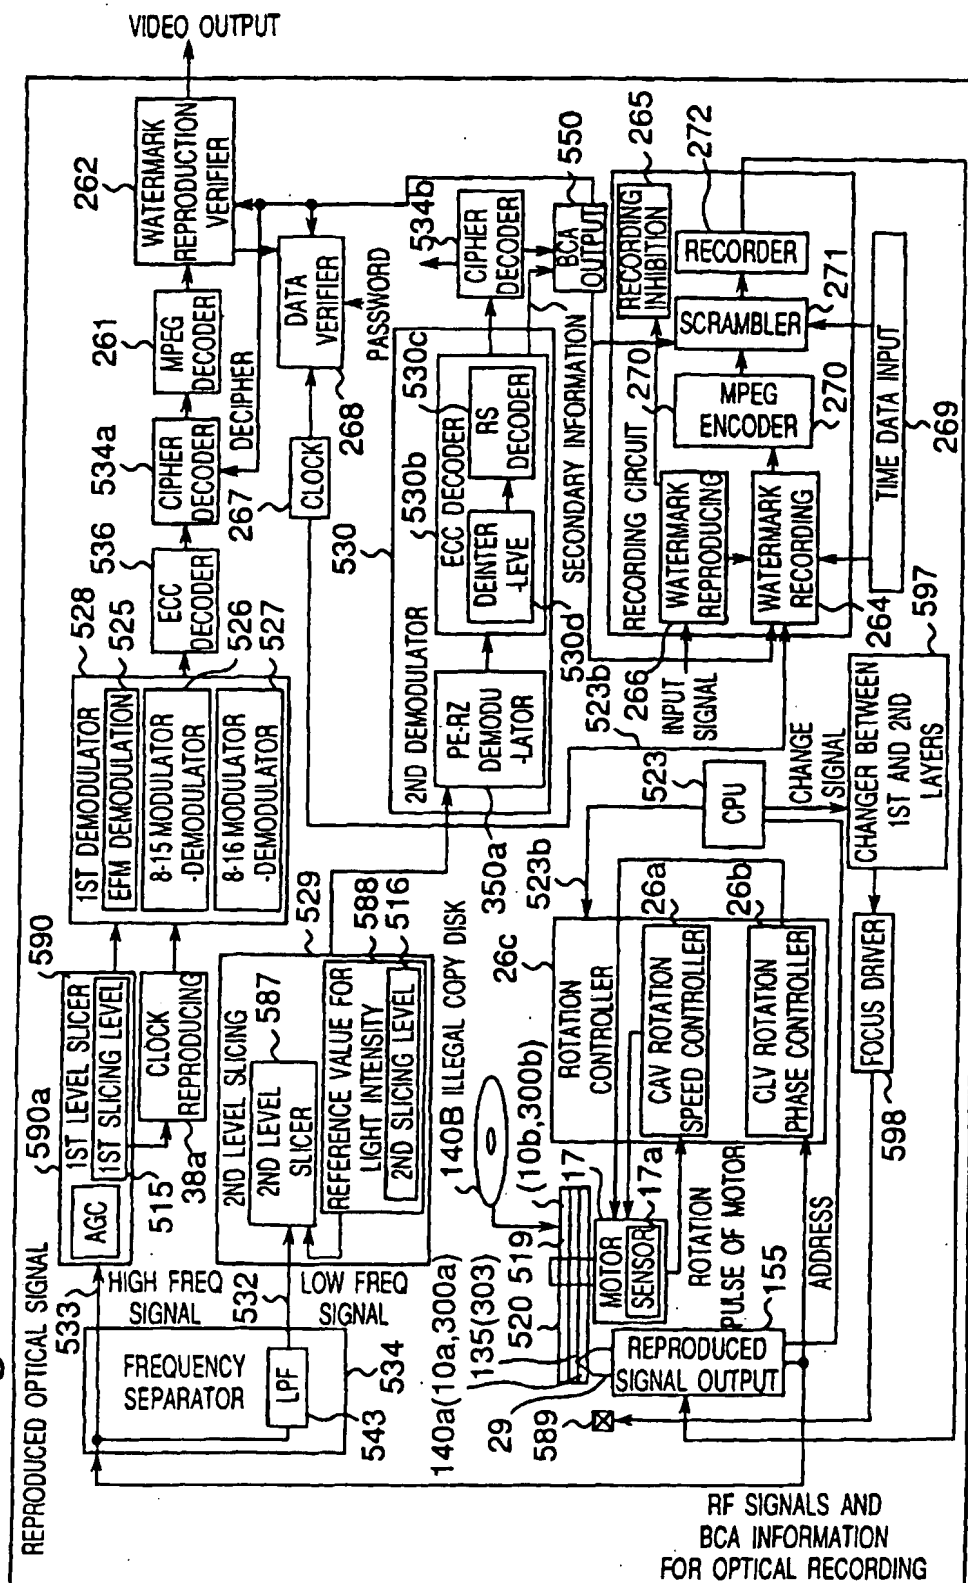 VIDEO OUTPUT
262
WATERMARK
REPRODUCTION
VERIFIER
261
MPEG
DECODER
534a
CIPHER
DECODER
DECIPHER
536
ECC
DECODER
267
CLOCK
268
DATA
VERIFIER
PASSWORD
528
525
526
527
1ST DEMODULATOR
EFM DEMODULATION
8-15 MODULATOR
-DEMODULATOR
8-16 MODULATOR
-DEMODULATOR
590
590a
1ST LEVEL SLICER
1ST SLICING LEVEL
AGC
515
CLOCK
REPRODUCING
38a
REPRODUCED OPTICAL SIGNAL
533
HIGH FREQ
SIGNAL
532
LOW FREQ
SIGNAL
FREQUENCY
SEPARATOR
LPF
534
543
529
2ND LEVEL SLICING
587
2ND LEVEL
SLICER
588
REFERENCE VALUE FOR
LIGHT INTENSITY
516
2ND SLICING LEVEL
530
2ND DEMODULATOR
530b
ECC DECODER
530c
RS
DECODER
DEINTER
-LEVE
530d
PE-RZ
DEMODU
-LATOR
350a
534b
CIPHER
DECODER
550
BCA
OUTPUT
SECONDARY INFORMATION
265
RECORDING
INHIBITION
272
RECORDER
271
SCRAMBLER
270
MPEG
ENCODER
270
RECORDING CIRCUIT
WATERMARK
REPRODUCING
266
WATERMARK
RECORDING
264
TIME DATA INPUT
269
INPUT
SIGNAL
523b
523
CPU
CHANGE
SIGNAL
597
CHANGER BETWEEN
1ST AND 2ND
LAYERS
FOCUS DRIVER
598
523b
26c
ROTATION
CONTROLLER
26a
CAV ROTATION
SPEED CONTROLLER
26b
CLV ROTATION
PHASE CONTROLLER
140B ILLEGAL COPY DISK
(10b,300b)
17
17a
MOTOR
SENSOR
ROTATION
PULSE OF MOTOR
155
ADDRESS
520 519
135(303)
140a(10a,300a)
29
589
REPRODUCED
SIGNAL OUTPUT
RF SIGNALS AND
BCA INFORMATION
FOR OPTICAL RECORDING